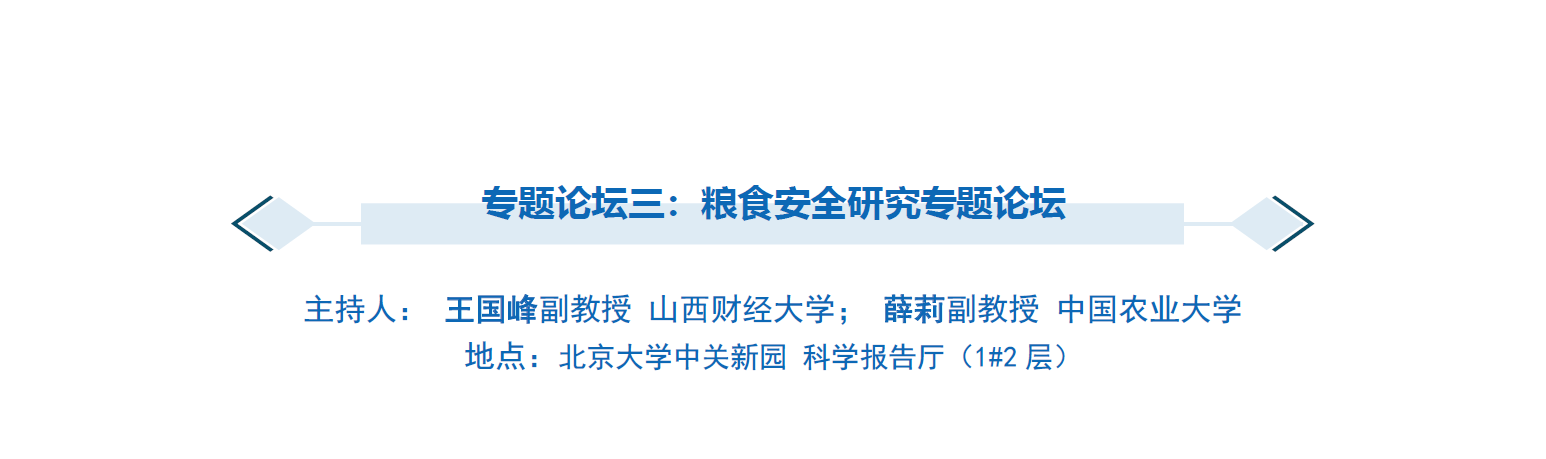 专题论坛三：粮食安全研究专题论坛
主持人： 王国峰副教授 山西财经大学； 薛莉副教授 中国农业大学
地点：北京大学中关新园 科学报告厅（1#2 层）